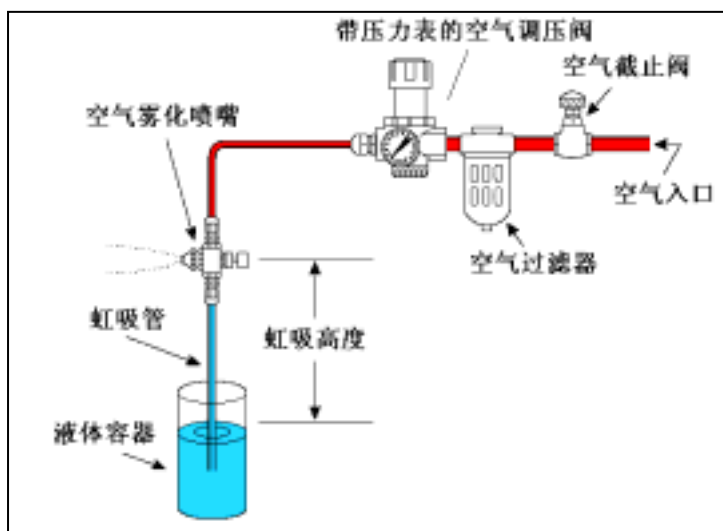 带压力表的空气调压阀
空气截止阀
空气雾化喷嘴
空气入口
空气过滤器
虹吸管
虹吸高度
液体容器